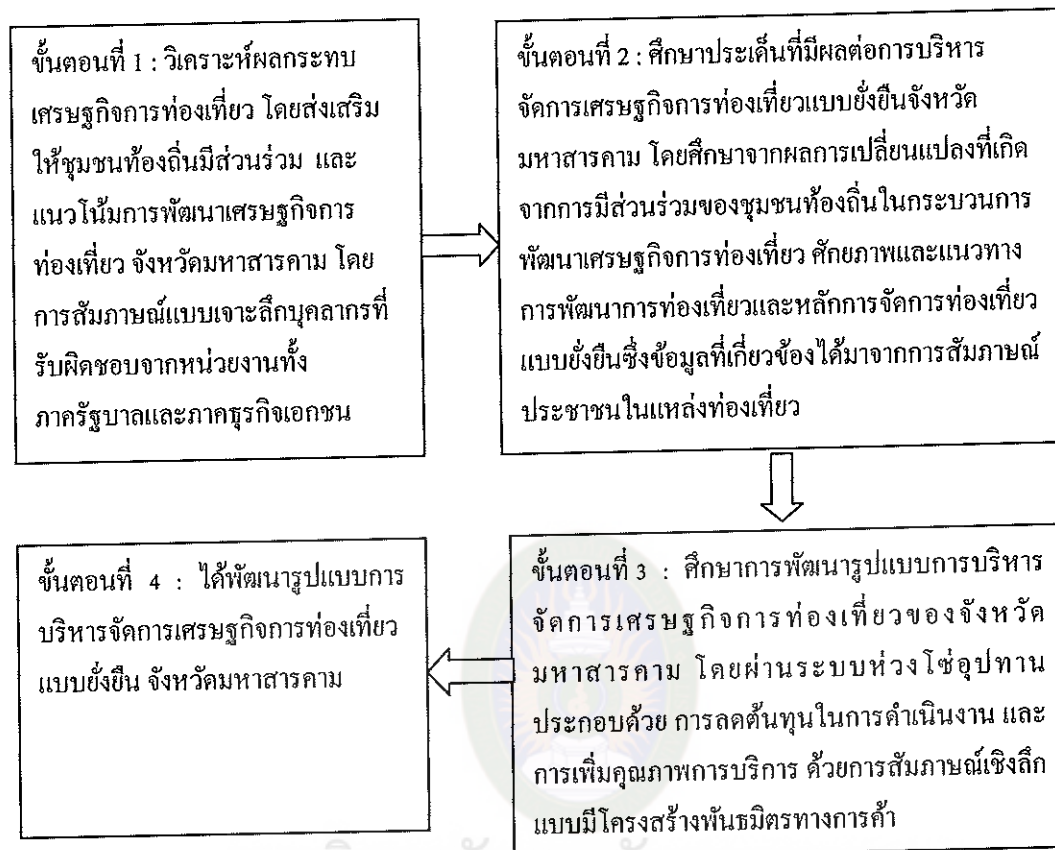 ขั้นตอนที่ 1 : วิเคราะห์ผลกระทบ
เศรษฐกิจการท่องเที่ยว โดยส่งเสริม
ให้ชุมชนท้องถิ่นมีส่วนร่วม และ
แนวโน้มการพัฒนาเศรษฐกิจการ
ท่องเที่ยว จังหวัดมหาสารคาม โดย
การสัมภาษณ์แบบเจาะลึกบุคลากรที่
รับผิดชอบจากหน่วยงานทั้ง
ภาครัฐบาลและภาคธุรกิจเอกชน
ขั้นตอนที่ 2 : ศึกษาประเด็นที่มีผลต่อการบริหาร
จัดการเศรษฐกิจการท่องเที่ยวแบบยั่งยืนจังหวัด
มหาสารคาม โดยศึกษาจากผลการเปลี่ยนแปลงที่เกิด
จากการมีส่วนร่วมของชุมชนท้องถิ่นในกระบวนการ
พัฒนาเศรษฐกิจการท่องเที่ยว ศักยภาพและแนวทาง
การพัฒนาการท่องเที่ยวและหลักการจัดการท่องเที่ยว
แบบยั่งยืนซึ่งข้อมูลที่เกี่ยวข้องได้มาจากการสัมภาษณ์
ประชาชนในแหล่งท่องเที่ยว
ขั้นตอนที่ 3 : ศึกษาการพัฒนารูปแบบการบริหาร
จัดการเศรษฐกิจการท่องเที่ยวของจังหวัด
มหาสารคาม โดยผ่านระบบห่วงโซ่อุปทาน
ประกอบด้วย การลดต้นทุนในการดำเนินงาน และ
การเพิ่มคุณภาพการบริการ ด้วยการสัมภาษณ์เชิงลึก
แบบมีโครงสร้างพันธมิตรทางการค้า
ขั้นตอนที่ 4 : ได้พัฒนารูปแบบการ
บริหารจัดการเศรษฐกิจการท่องเที่ยว
แบบยั่งยืน จังหวัดมหาสารคาม